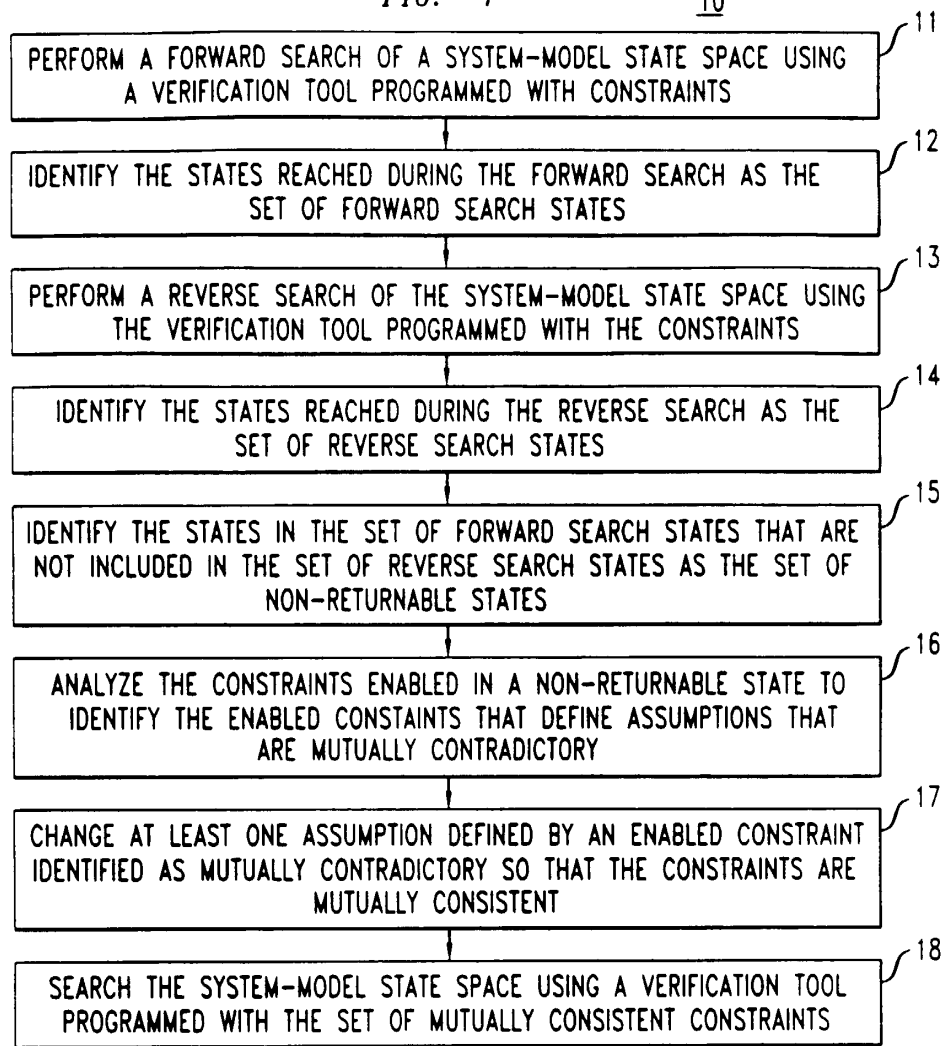 FIG. 1
10
11
PERFORM A FORWARD SEARCH OF A SYSTEM-MODEL STATE SPACE USING
A VERIFICATION TOOL PROGRAMMED WITH CONSTRAINTS
12
IDENTIFY THE STATES REACHED DURING THE FORWARD SEARCH AS THE
SET OF FORWARD SEARCH STATES
13
PERFORM A REVERSE SEARCH OF THE SYSTEM-MODEL STATE SPACE USING
THE VERIFICATION TOOL PROGRAMMED WITH THE CONSTRAINTS
14
IDENTIFY THE STATES REACHED DURING THE REVERSE SEARCH AS THE
SET OF REVERSE SEARCH STATES
15
IDENTIFY THE STATES IN THE SET OF FORWARD SEARCH STATES THAT ARE
NOT INCLUDED IN THE SET OF REVERSE SEARCH STATES AS THE SET OF
NON-RETURNABLE STATES
16
ANALYZE THE CONSTRAINTS ENABLED IN A NON-RETURNABLE STATE TO
IDENTIFY THE ENABLED CONSTAINTS THAT DEFINE ASSUMPTIONS THAT
ARE MUTUALLY CONTRADICTORY
17
CHANGE AT LEAST ONE ASSUMPTION DEFINED BY AN ENABLED CONSTRAINT
IDENTIFIED AS MUTUALLY CONTRADICTORY SO THAT THE CONSTRAINTS ARE
MUTUALLY CONSISTENT
18
SEARCH THE SYSTEM-MODEL STATE SPACE USING A VERIFICATION TOOL
PROGRAMMED WITH THE SET OF MUTUALLY CONSISTENT CONSTRAINTS